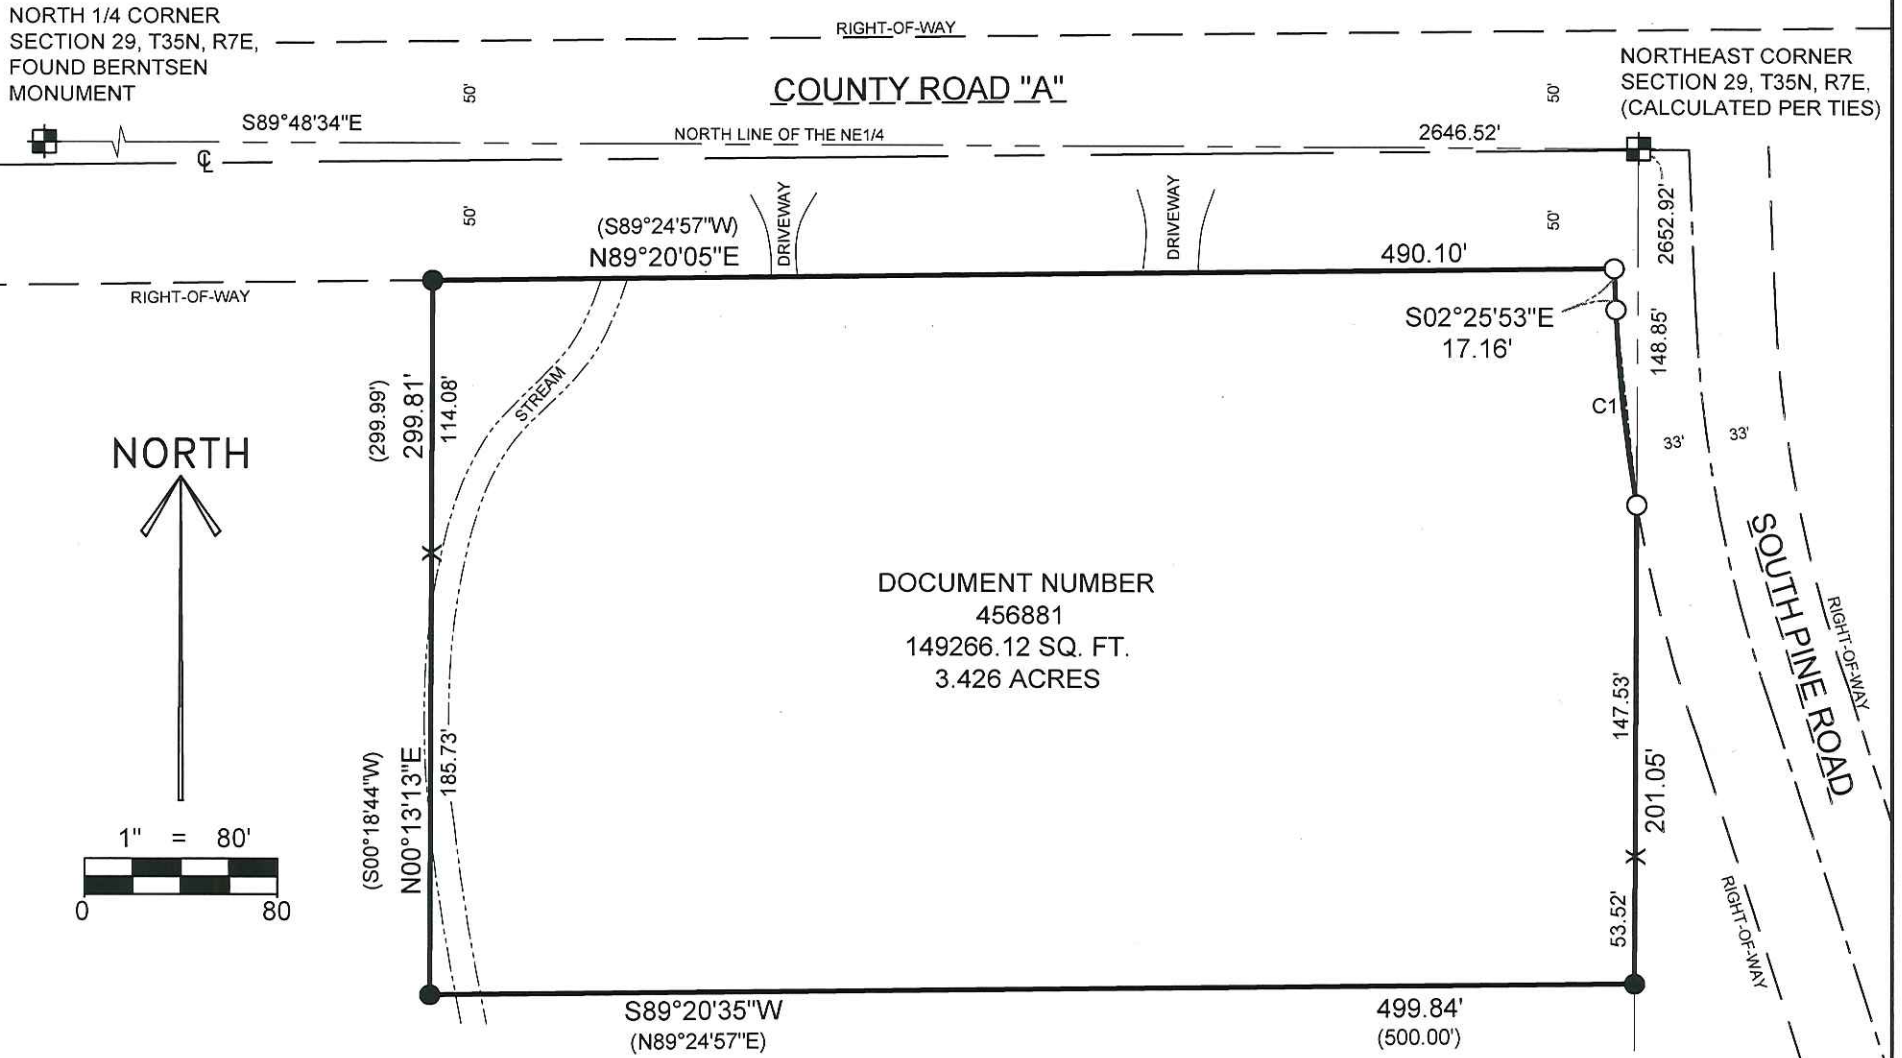 NORTH 1/4 CORNER
SECTION 29, T35N, R7E,
FOUND BERNTSEN
MONUMENT
RIGHT-OF-WAY
NORTHEAST CORNER
SECTION 29, T35N, R7E,
(CALCULATED PER TIES)
50'
COUNTY ROAD "A"
50'
S89°48'34"E
NORTH LINE OF THE NE1/4
2646.52'
℄
50'
(S89°24'57"W)
N89°20'05"E
DRIVEWAY
DRIVEWAY
490.10'
50'
2652.92'
RIGHT-OF-WAY
S02°25'53"E
17.16'
148.85'
(299.99')
299.81'
114.08'
STREAM
C1
33'
33'
NORTH
DOCUMENT NUMBER
456881
149266.12 SQ. FT.
3.426 ACRES
SOUTH PINE ROAD
RIGHT-OF-WAY
(S00°18'44"W)
N00°13'13"E
185.73'
147.53'
201.05'
1" = 80'
0 80
53.52'
RIGHT-OF-WAY
S89°20'35"W
(N89°24'57"E)
499.84'
(500.00')